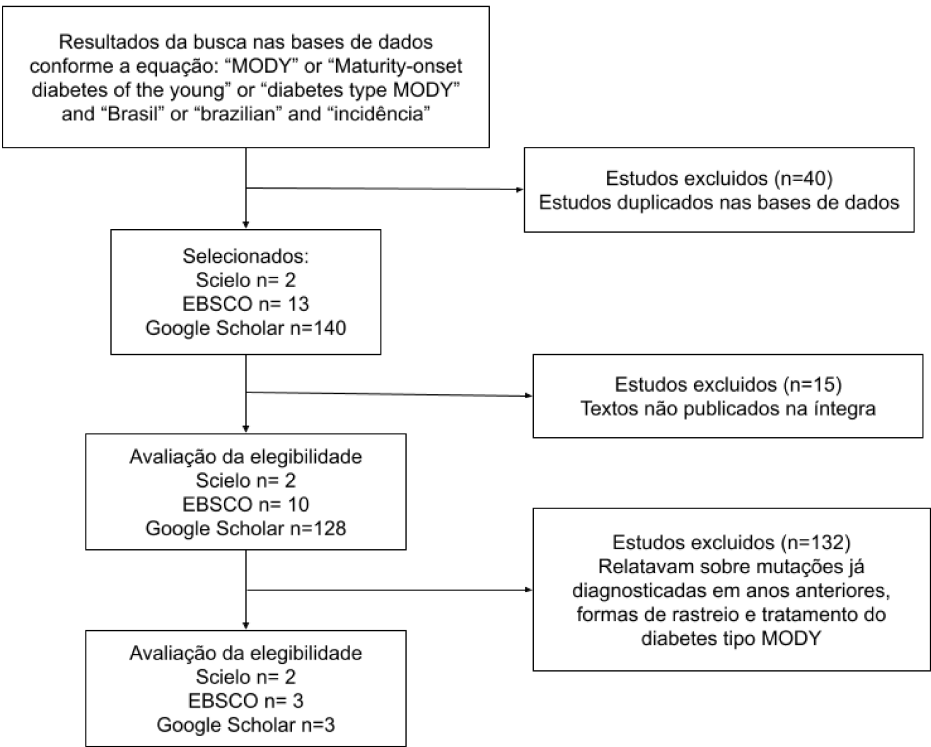 Resultados da busca nas bases de dados
conforme a equação: “MODY” or “Maturity-onset
diabetes of the young” or “diabetes type MODY”
and “Brasil” or “brazilian” and “incidência”
Estudos excluidos (n=40)
Estudos duplicados nas bases de dados
Selecionados:
Scielo n= 2
EBSCO n= 13
Google Scholar n=140
Estudos excluidos (n=15)
Textos não publicados na íntegra
Avaliação da elegibilidade
Scielo n= 2
EBSCO n= 10
Google Scholar n=128
Estudos excluidos (n=132)
Relatavam sobre mutações já
diagnosticadas em anos anteriores,
formas de rastreio e tratamento do
diabetes tipo MODY
Avaliação da elegibilidade
Scielo n= 2
EBSCO n= 3
Google Scholar n=3